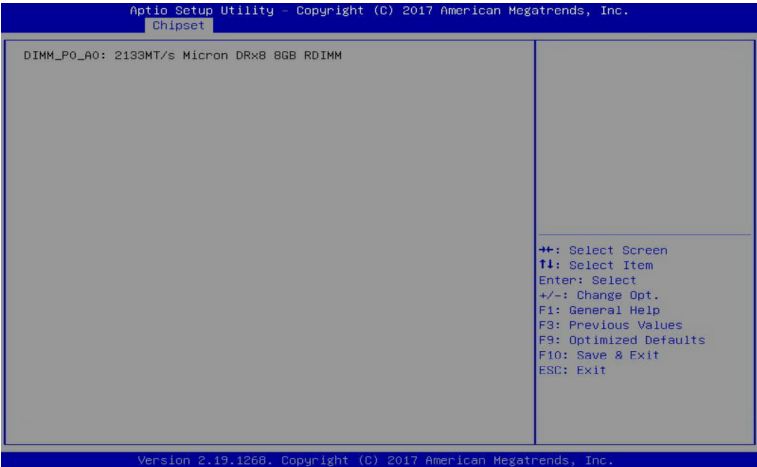 Aptio Setup Utility – Copyright (C) 2017 American Megatrends, Inc.
Chipset
DIMM_P0_A0: 2133MT/s Micron DRx8 8GB RDIMM
→←: Select Screen
↑↓: Select Item
Enter: Select
+/-: Change Opt.
F1: General Help
F3: Previous Values
F9: Optimized Defaults
F10: Save & Exit
ESC: Exit
Version 2.19.1268. Copyright (C) 2017 American Megatrends, Inc.